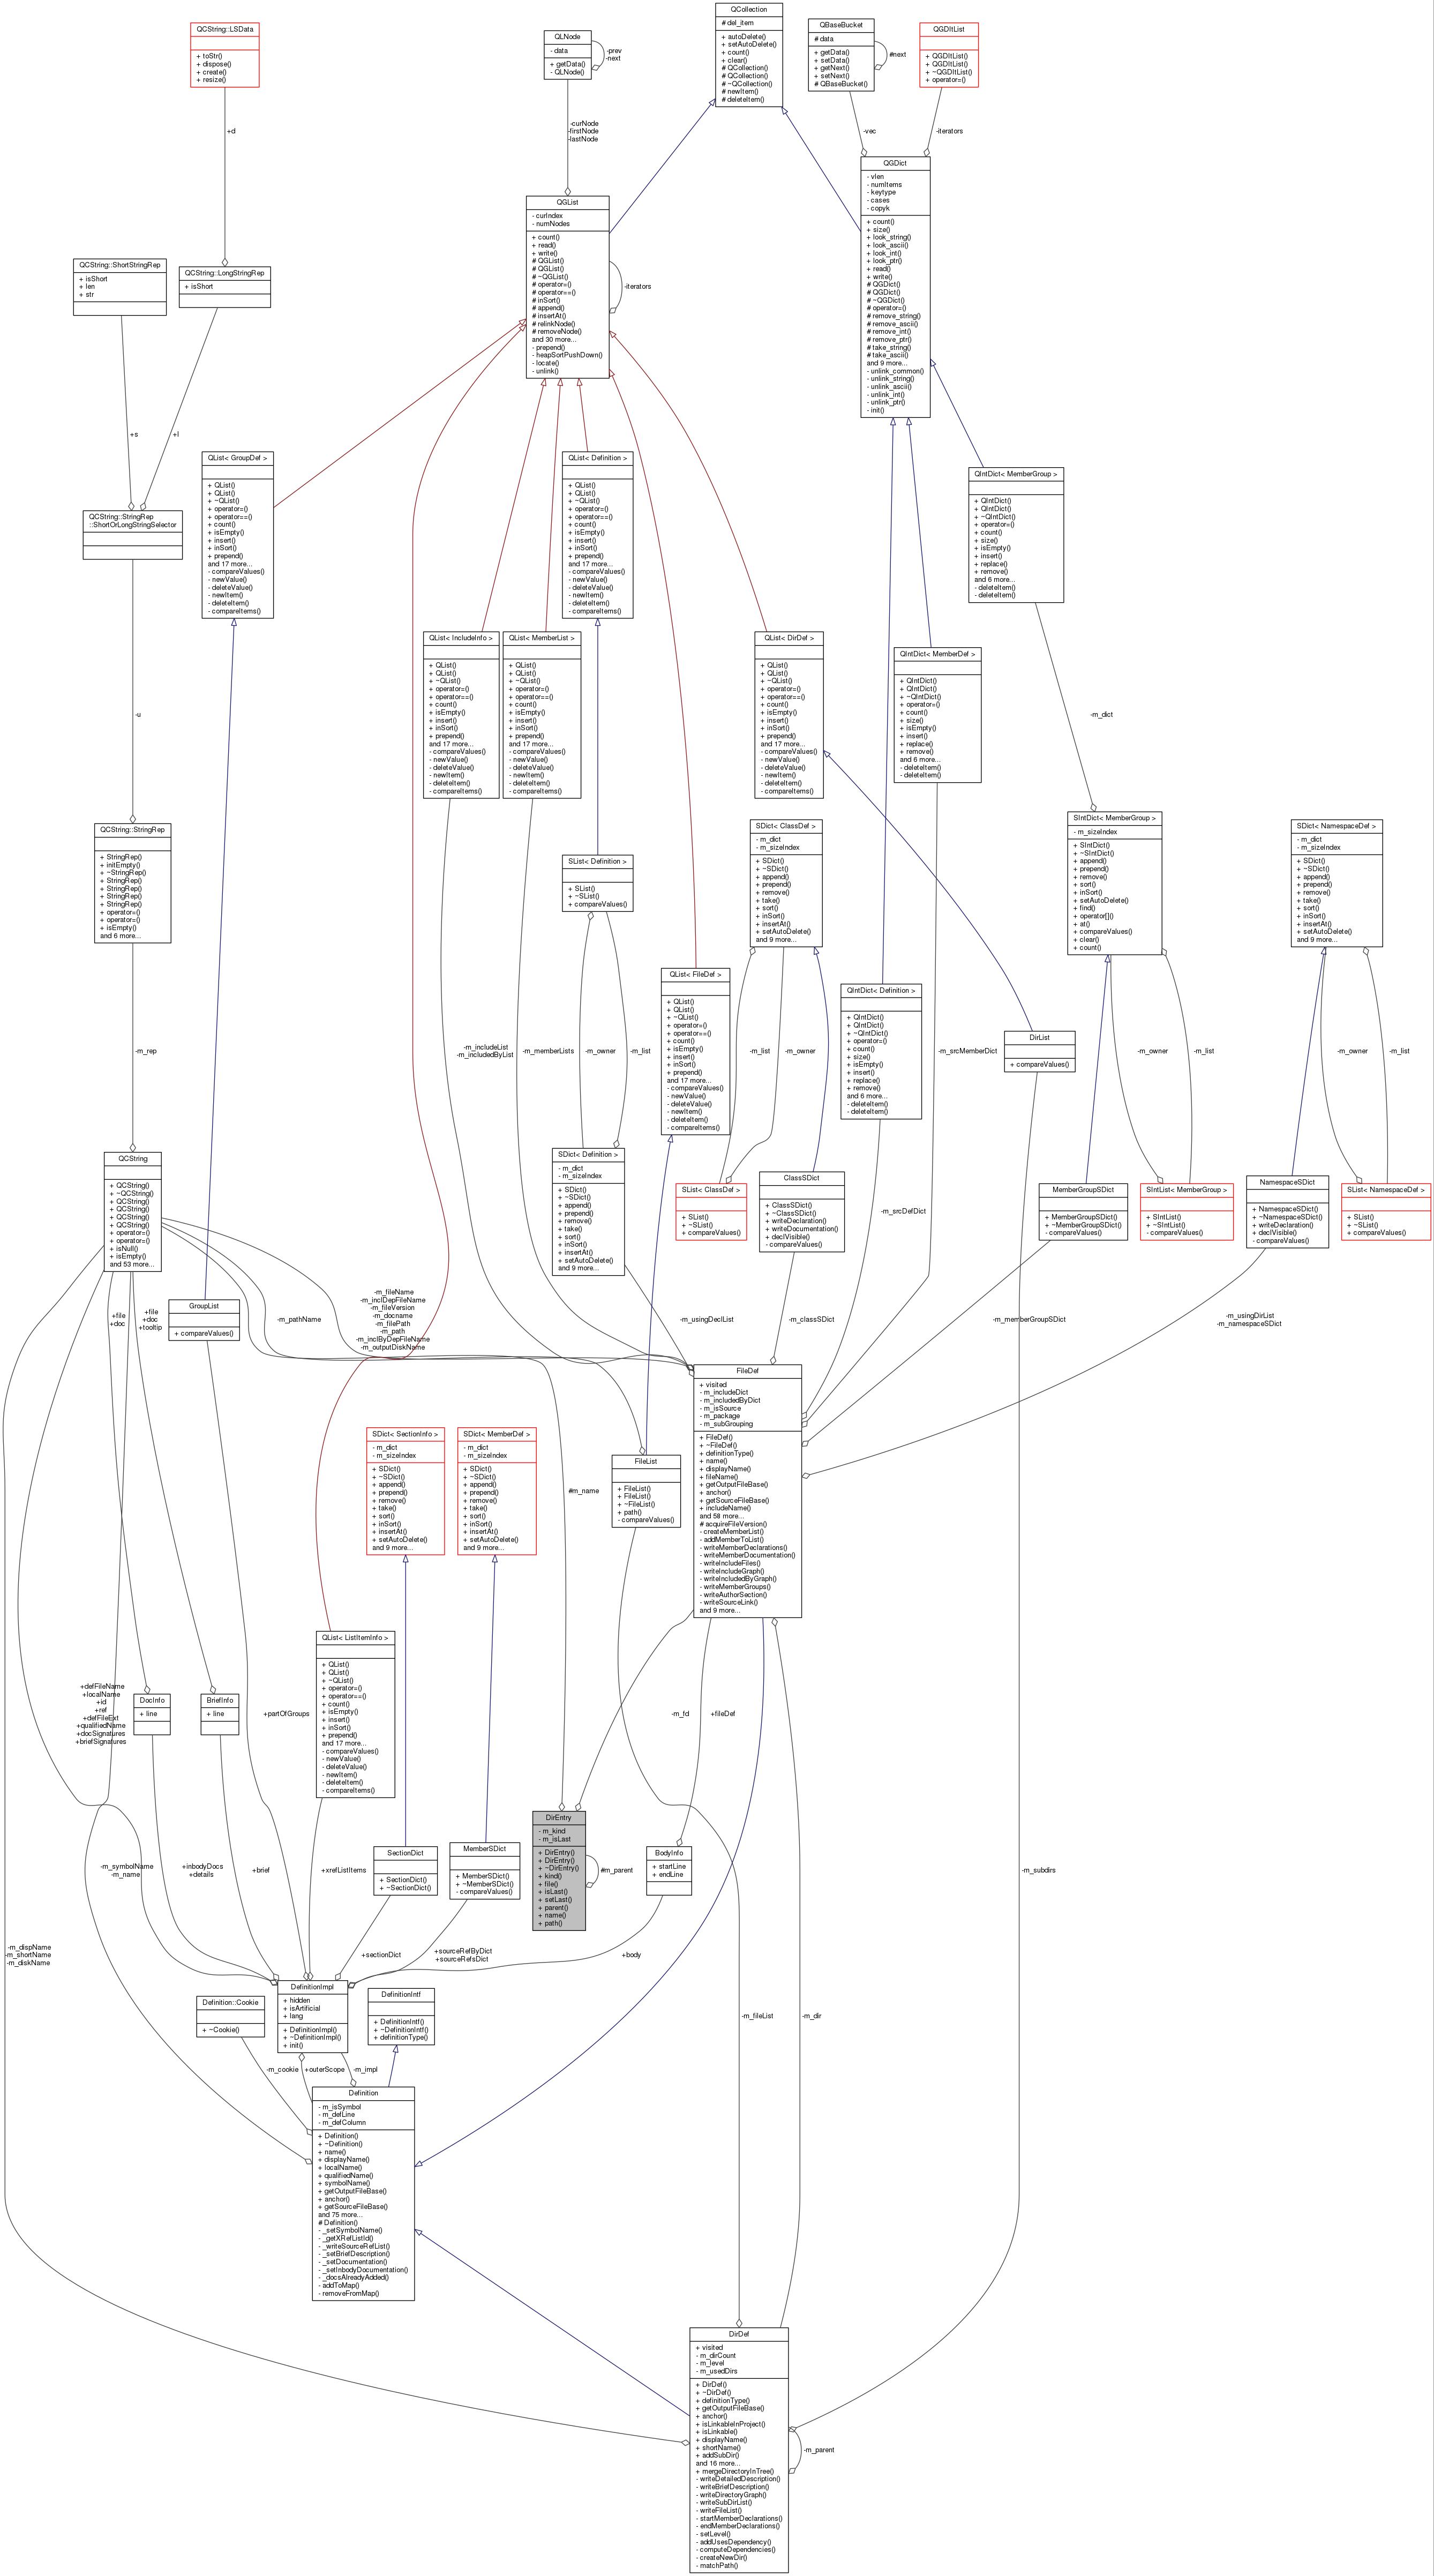 QCollection
# del_item
+ autoDelete()
+ setAutoDelete()
+ count()
+ clear()
# QCollection()
# QCollection()
# ~QCollection()
# newItem()
# deleteItem()
QCString::LSData
+ toStr()
+ dispose()
+ create()
+ resize()
QLNode
- data
+ getData()
- QLNode()
-prev
-next
QBaseBucket
# data
+ getData()
+ setData()
+ getNext()
+ setNext()
# QBaseBucket()
#next
QGDItList
+ QGDItList()
+ QGDItList()
+ ~QGDItList()
+ operator=()
+d
-curNode
-firstNode
-lastNode
-vec
-iterators
QGDict
- vlen
- numItems
- keytype
- cases
- copyk
+ count()
+ size()
+ look_string()
+ look_ascii()
+ look_int()
+ look_ptr()
+ read()
+ write()
# QGDict()
# QGDict()
# ~QGDict()
# operator=()
# remove_string()
# remove_ascii()
# remove_int()
# remove_ptr()
# take_string()
# take_ascii()
and 9 more...
- unlink_common()
- unlink_string()
- unlink_ascii()
- unlink_int()
- unlink_ptr()
- init()
QGList
- curIndex
- numNodes
+ count()
+ read()
+ write()
# QGList()
# QGList()
# ~QGList()
# operator=()
# operator==()
# inSort()
# append()
# insertAt()
# relinkNode()
# removeNode()
and 30 more...
- prepend()
- heapSortPushDown()
- locate()
- unlink()
-iterators
QCString::ShortStringRep
+ isShort
+ len
+ str
QCString::LongStringRep
+ isShort
+s
+l
QList< GroupDef >
+ QList()
+ QList()
+ ~QList()
+ operator=()
+ operator==()
+ count()
+ isEmpty()
+ insert()
+ inSort()
+ prepend()
and 17 more...
- compareValues()
- newValue()
- deleteValue()
- newItem()
- deleteItem()
- compareItems()
QList< Definition >
+ QList()
+ QList()
+ ~QList()
+ operator=()
+ operator==()
+ count()
+ isEmpty()
+ insert()
+ inSort()
+ prepend()
and 17 more...
- compareValues()
- newValue()
- deleteValue()
- newItem()
- deleteItem()
- compareItems()
QIntDict< MemberGroup >
+ QIntDict()
+ QIntDict()
+ ~QIntDict()
+ operator=()
+ count()
+ size()
+ isEmpty()
+ insert()
+ replace()
+ remove()
and 6 more...
- deleteItem()
- deleteItem()
QCString::StringRep
::ShortOrLongStringSelector
-u
QList< IncludeInfo >
+ QList()
+ QList()
+ ~QList()
+ operator=()
+ operator==()
+ count()
+ isEmpty()
+ insert()
+ inSort()
+ prepend()
and 17 more...
- compareValues()
- newValue()
- deleteValue()
- newItem()
- deleteItem()
- compareItems()
QList< MemberList >
+ QList()
+ QList()
+ ~QList()
+ operator=()
+ operator==()
+ count()
+ isEmpty()
+ insert()
+ inSort()
+ prepend()
and 17 more...
- compareValues()
- newValue()
- deleteValue()
- newItem()
- deleteItem()
- compareItems()
QList< DirDef >
+ QList()
+ QList()
+ ~QList()
+ operator=()
+ operator==()
+ count()
+ isEmpty()
+ insert()
+ inSort()
+ prepend()
and 17 more...
- compareValues()
- newValue()
- deleteValue()
- newItem()
- deleteItem()
- compareItems()
QIntDict< MemberDef >
+ QIntDict()
+ QIntDict()
+ ~QIntDict()
+ operator=()
+ count()
+ size()
+ isEmpty()
+ insert()
+ replace()
+ remove()
and 6 more...
- deleteItem()
- deleteItem()
-m_dict
QCString::StringRep
+ StringRep()
+ initEmpty()
+ ~StringRep()
+ StringRep()
+ StringRep()
+ StringRep()
+ StringRep()
+ operator=()
+ operator=()
+ isEmpty()
and 6 more...
SList< Definition >
+ SList()
+ ~SList()
+ compareValues()
SDict< ClassDef >
- m_dict
- m_sizeIndex
+ SDict()
+ ~SDict()
+ append()
+ prepend()
+ remove()
+ take()
+ sort()
+ inSort()
+ insertAt()
+ setAutoDelete()
and 9 more...
SIntDict< MemberGroup >
- m_sizeIndex
+ SIntDict()
+ ~SIntDict()
+ append()
+ prepend()
+ remove()
+ sort()
+ inSort()
+ setAutoDelete()
+ find()
+ operator[]()
+ at()
+ compareValues()
+ clear()
+ count()
SDict< NamespaceDef >
- m_dict
- m_sizeIndex
+ SDict()
+ ~SDict()
+ append()
+ prepend()
+ remove()
+ take()
+ sort()
+ inSort()
+ insertAt()
+ setAutoDelete()
and 9 more...
QList< FileDef >
+ QList()
+ QList()
+ ~QList()
+ operator=()
+ operator==()
+ count()
+ isEmpty()
+ insert()
+ inSort()
+ prepend()
and 17 more...
- compareValues()
- newValue()
- deleteValue()
- newItem()
- deleteItem()
- compareItems()
QIntDict< Definition >
+ QIntDict()
+ QIntDict()
+ ~QIntDict()
+ operator=()
+ count()
+ size()
+ isEmpty()
+ insert()
+ replace()
+ remove()
and 6 more...
- deleteItem()
- deleteItem()
DirList
+ compareValues()
-m_rep
-m_includeList
-m_includedByList
-m_memberLists
-m_owner
-m_list
-m_list
-m_owner
-m_srcMemberDict
-m_owner
-m_list
-m_owner
-m_list
QCString
+ QCString()
+ ~QCString()
+ QCString()
+ QCString()
+ QCString()
+ QCString()
+ operator=()
+ operator=()
+ isNull()
+ isEmpty()
and 53 more...
SDict< Definition >
- m_dict
- m_sizeIndex
+ SDict()
+ ~SDict()
+ append()
+ prepend()
+ remove()
+ take()
+ sort()
+ inSort()
+ insertAt()
+ setAutoDelete()
and 9 more...
SList< ClassDef >
+ SList()
+ ~SList()
+ compareValues()
ClassSDict
+ ClassSDict()
+ ~ClassSDict()
+ writeDeclaration()
+ writeDocumentation()
+ declVisible()
- compareValues()
-m_srcDefDict
MemberGroupSDict
+ MemberGroupSDict()
+ ~MemberGroupSDict()
- compareValues()
SIntList< MemberGroup >
+ SIntList()
+ ~SIntList()
- compareValues()
NamespaceSDict
+ NamespaceSDict()
+ ~NamespaceSDict()
+ writeDeclaration()
+ declVisible()
- compareValues()
SList< NamespaceDef >
+ SList()
+ ~SList()
+ compareValues()
GroupList
+ compareValues()
+file
+doc
+file
+doc
+tooltip
-m_pathName
-m_fileName
-m_inclDepFileName
-m_fileVersion
-m_docname
-m_filePath
-m_path
-m_inclByDepFileName
-m_outputDiskName
-m_usingDeclList
-m_classSDict
-m_memberGroupSDict
-m_usingDirList
-m_namespaceSDict
FileDef
+ visited
- m_includeDict
- m_includedByDict
- m_isSource
- m_package
- m_subGrouping
+ FileDef()
+ ~FileDef()
+ definitionType()
+ name()
+ displayName()
+ fileName()
+ getOutputFileBase()
+ anchor()
+ getSourceFileBase()
+ includeName()
and 58 more...
# acquireFileVersion()
- createMemberList()
- addMemberToList()
- writeMemberDeclarations()
- writeMemberDocumentation()
- writeIncludeFiles()
- writeIncludeGraph()
- writeIncludedByGraph()
- writeMemberGroups()
- writeAuthorSection()
- writeSourceLink()
and 9 more...
SDict< SectionInfo >
- m_dict
- m_sizeIndex
+ SDict()
+ ~SDict()
+ append()
+ prepend()
+ remove()
+ take()
+ sort()
+ inSort()
+ insertAt()
+ setAutoDelete()
and 9 more...
SDict< MemberDef >
- m_dict
- m_sizeIndex
+ SDict()
+ ~SDict()
+ append()
+ prepend()
+ remove()
+ take()
+ sort()
+ inSort()
+ insertAt()
+ setAutoDelete()
and 9 more...
#m_name
FileList
+ FileList()
+ FileList()
+ ~FileList()
+ path()
- compareValues()
QList< ListItemInfo >
+ QList()
+ QList()
+ ~QList()
+ operator=()
+ operator==()
+ count()
+ isEmpty()
+ insert()
+ inSort()
+ prepend()
and 17 more...
- compareValues()
- newValue()
- deleteValue()
- newItem()
- deleteItem()
- compareItems()
+defFileName
+localName
+id
+ref
+defFileExt
+qualifiedName
+docSignatures
+briefSignatures
DocInfo
+ line
BriefInfo
+ line
+partOfGroups
-m_fd
+fileDef
DirEntry
- m_kind
- m_isLast
+ DirEntry()
+ DirEntry()
+ ~DirEntry()
+ kind()
+ file()
+ isLast()
+ setLast()
+ parent()
+ name()
+ path()
#m_parent
-m_symbolName
-m_name
+inbodyDocs
+details
+brief
+xrefListItems
SectionDict
+ SectionDict()
+ ~SectionDict()
MemberSDict
+ MemberSDict()
+ ~MemberSDict()
- compareValues()
BodyInfo
+ startLine
+ endLine
-m_subdirs
-m_dispName
-m_shortName
-m_diskName
+sectionDict
+sourceRefByDict
+sourceRefsDict
+body
DefinitionImpl
+ hidden
+ isArtificial
+ lang
+ DefinitionImpl()
+ ~DefinitionImpl()
+ init()
Definition::Cookie
+ ~Cookie()
DefinitionIntf
+ DefinitionIntf()
+ ~DefinitionIntf()
+ definitionType()
-m_fileList
-m_dir
-m_cookie
+outerScope
-m_impl
Definition
- m_isSymbol
- m_defLine
- m_defColumn
+ Definition()
+ ~Definition()
+ name()
+ displayName()
+ localName()
+ qualifiedName()
+ symbolName()
+ getOutputFileBase()
+ anchor()
+ getSourceFileBase()
and 75 more...
# Definition()
- _setSymbolName()
- _getXRefListId()
- _writeSourceRefList()
- _setBriefDescription()
- _setDocumentation()
- _setInbodyDocumentation()
- _docsAlreadyAdded()
- addToMap()
- removeFromMap()
DirDef
+ visited
- m_dirCount
- m_level
- m_usedDirs
+ DirDef()
+ ~DirDef()
+ definitionType()
+ getOutputFileBase()
+ anchor()
+ isLinkableInProject()
+ isLinkable()
+ displayName()
+ shortName()
+ addSubDir()
and 16 more...
+ mergeDirectoryInTree()
- writeDetailedDescription()
- writeBriefDescription()
- writeDirectoryGraph()
- writeSubDirList()
- writeFileList()
- startMemberDeclarations()
- endMemberDeclarations()
- setLevel()
- addUsesDependency()
- computeDependencies()
- createNewDir()
- matchPath()
-m_parent